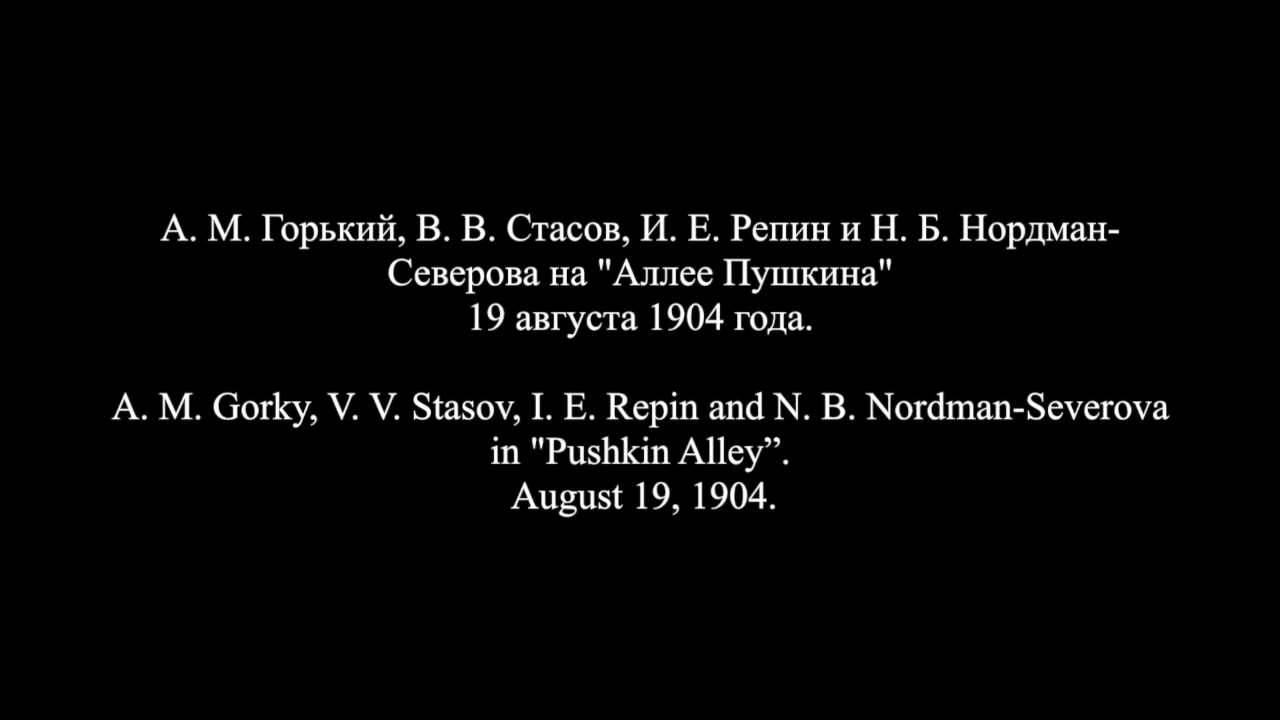 А. М. Горький, В. В. Стасов, И. Е. Репин и Н. Б. Нордман-
Северова на "Аллее Пушкина"
19 августа 1904 года.
A. M. Gorky, V. V. Stasov, I. E. Repin and N. B. Nordman-Severova
in "Pushkin Alley”.
August 19, 1904.